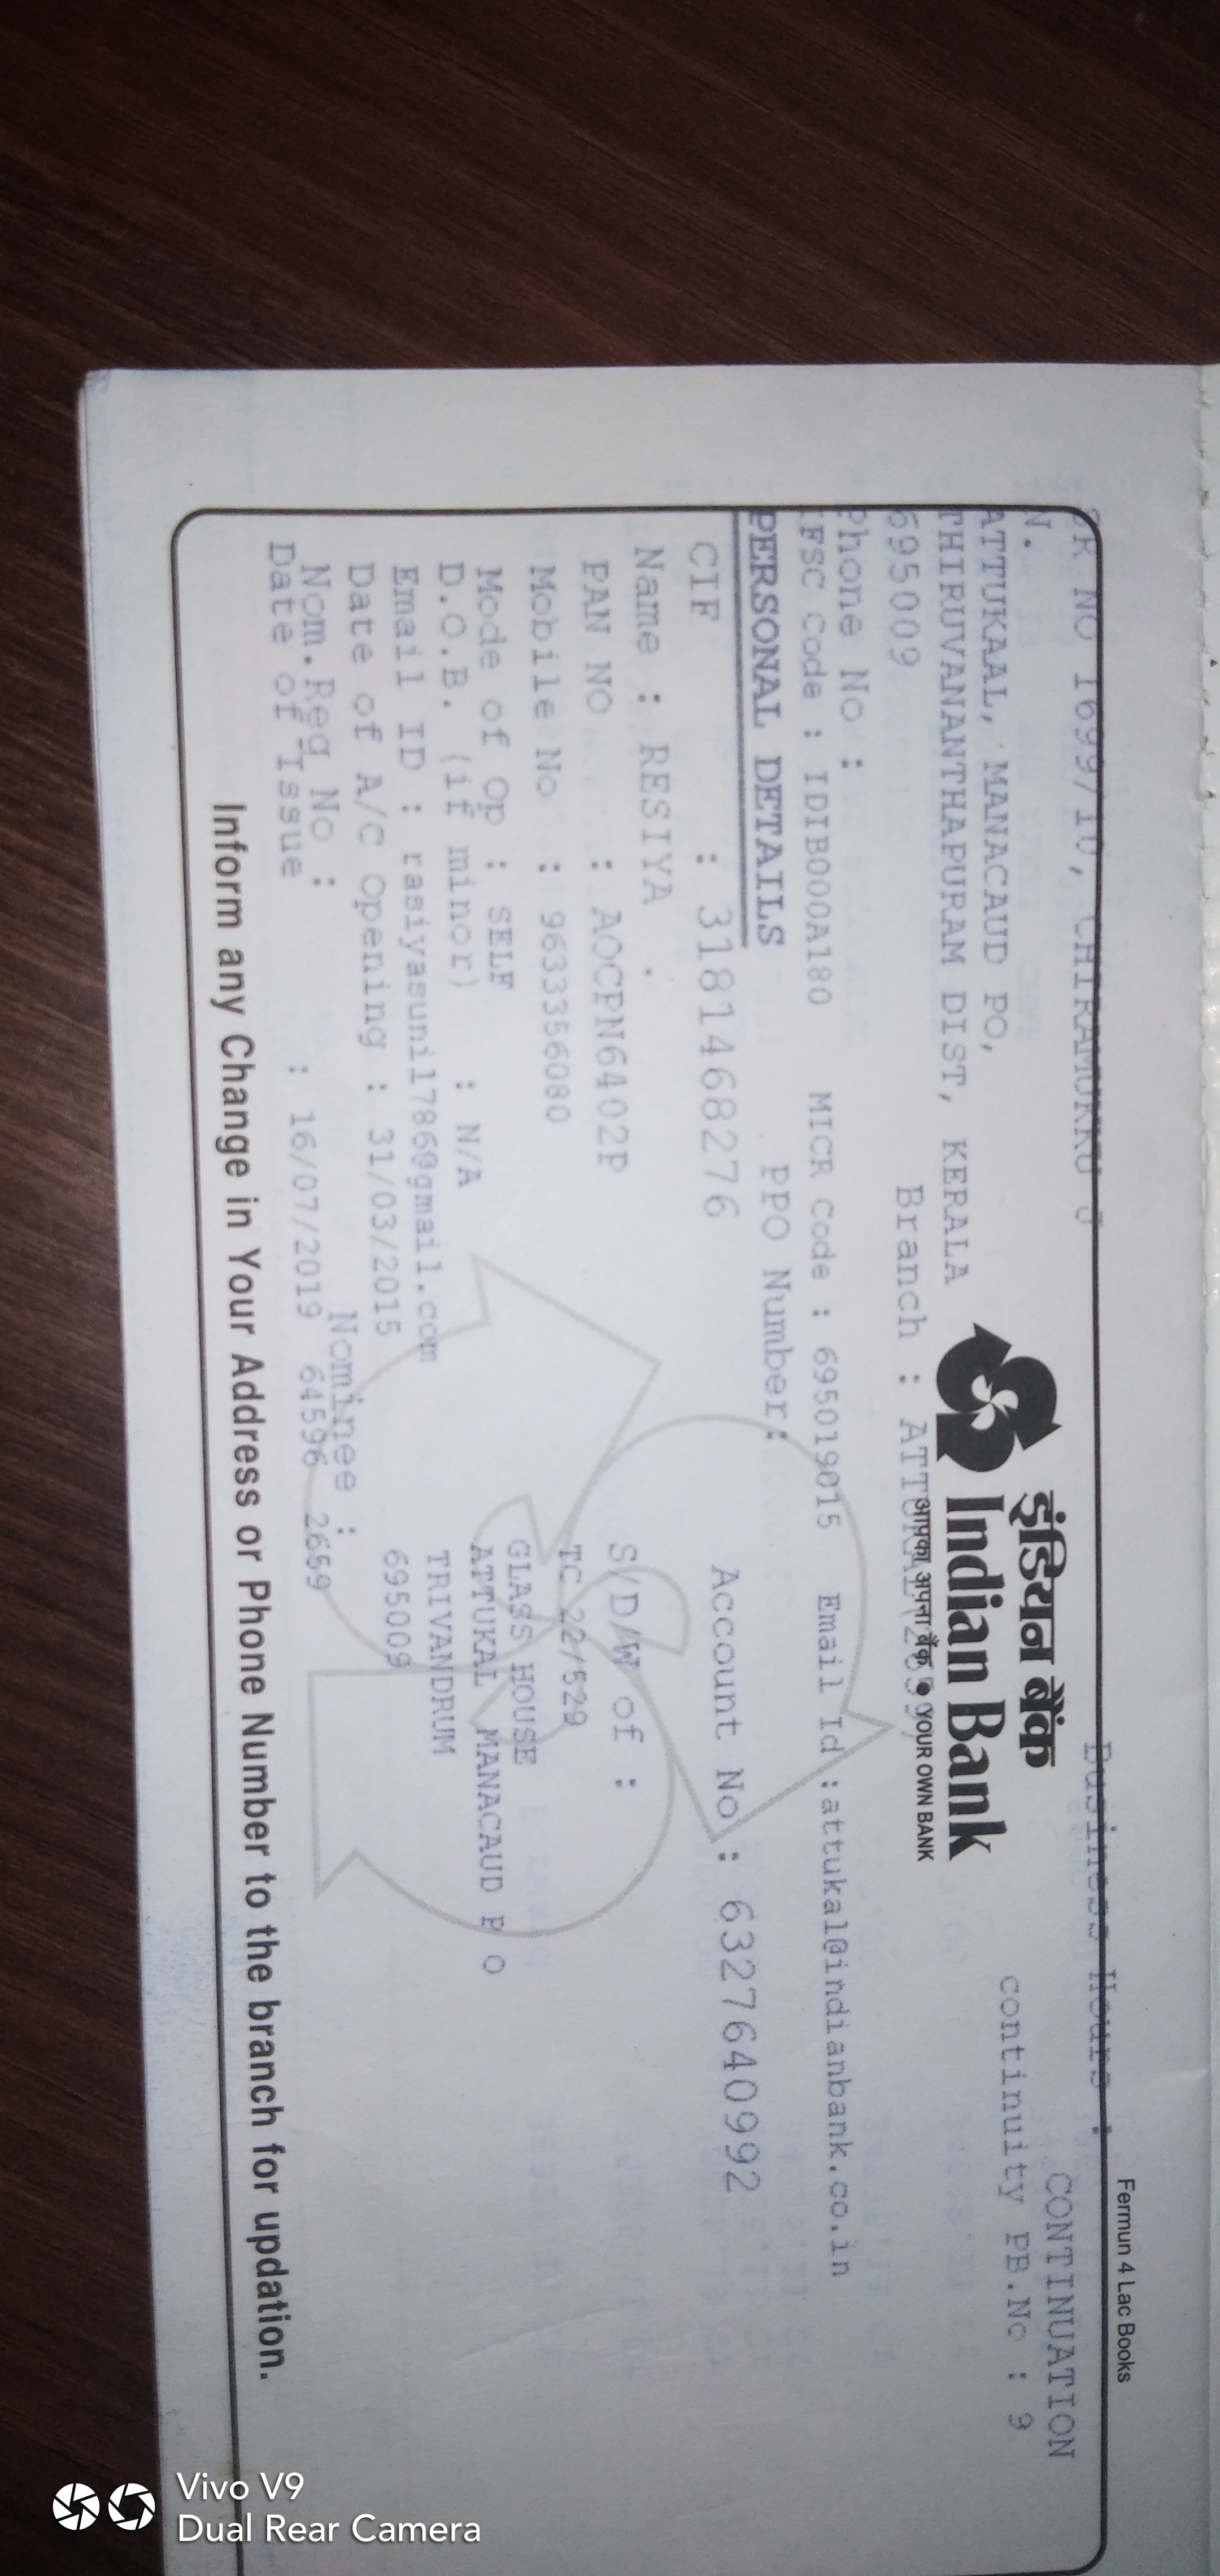 Fermun 4 Lac Books
CONTINUATION
Business Hours :
NO 1699/10, CHIRAMUKKU J
N.
continuity PB.No : 9
इंडियन बैंक
Indian Bank
आपका अपना बैंक • YOUR OWN BANK
ATTUKAAL, MANACAUD PO,
THIRUVANANTHAPURAM DIST, KERALA
695009 Branch :
Phone No :
IFSC Code : IDIB000A180 MICR Code : 695019015 Email Id :attukal@indianbank.co.in
PERSONAL DETAILS PPO Number:
CIF : 3181468276 Account No : 6327640992
Name : RESIYA . S/D/W of :
PAN NO : AOCPN6402P TC 22/529
Mobile No : 9633356080 GLASS HOUSE
Mode of Op : SELF ATTUKAL MANACAUD P O
D.O.B. (if minor) : N/A TRIVANDRUM
Email ID : rasiyasunil786@gmail.com 695009
Date of A/C Opening : 31/03/2015
Nom.Reg No : Nominee :
Date of Issue : 16/07/2019 64596 2659
Inform any Change in Your Address or Phone Number to the branch for updation.
Vivo V9
Dual Rear Camera